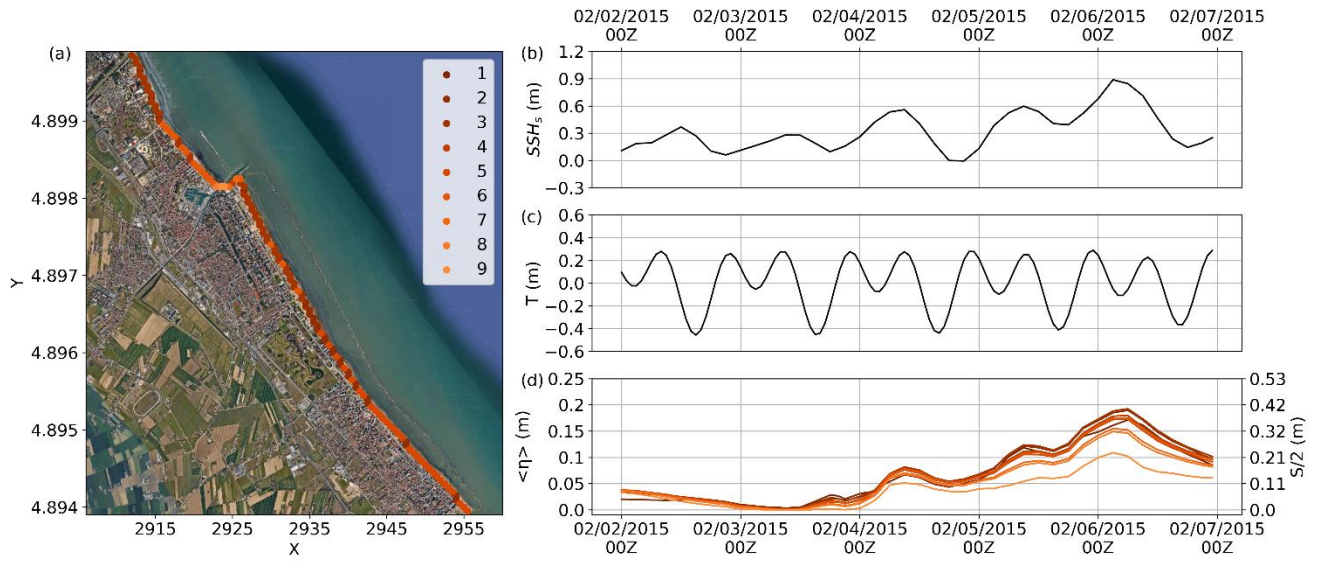 (a)
1
2
3
4
5
6
7
8
9
Y
4.899
4.898
4.897
4.896
4.895
4.894
2915 2925 2935 2945 2955
X
02/02/2015 02/03/2015 02/04/2015 02/05/2015 02/06/2015 02/07/2015
00Z 00Z 00Z 00Z 00Z 00Z
(b)
SSHs (m)
1.2
0.9
0.6
0.3
0.0
−0.3
(c)
T (m)
0.6
0.4
0.2
0.0
−0.2
−0.4
−0.6
(d)
<η> (m)
0.25
0.2
0.15
0.1
0.05
0.0
0.53
0.42
0.32
0.21
0.11
0.0
S/2 (m)
02/02/2015 02/03/2015 02/04/2015 02/05/2015 02/06/2015 02/07/2015
00Z 00Z 00Z 00Z 00Z 00Z